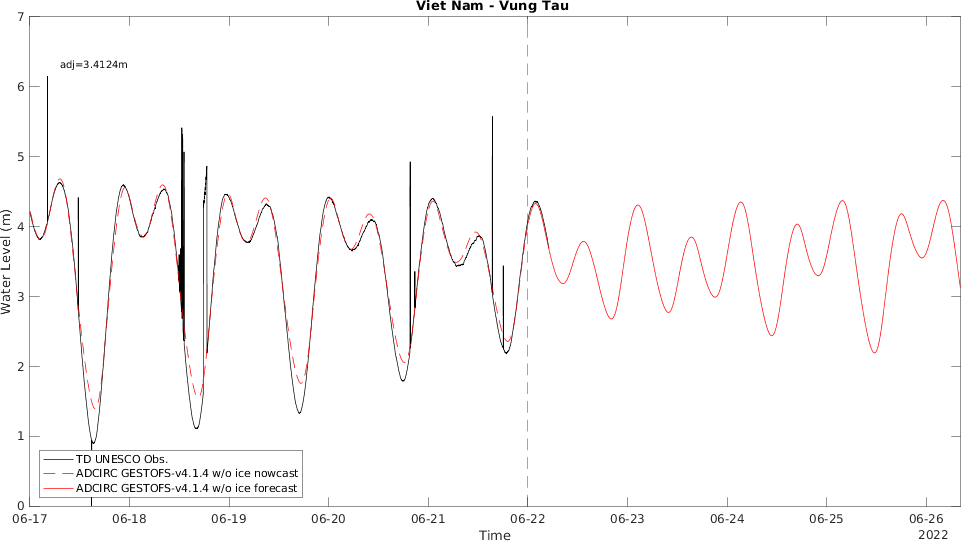 Viet Nam - Vung Tau
7
6
5
4
3
2
1
0
Water Level (m)
adj=3.4124m
TD UNESCO Obs.
ADCIRC GESTOFS-v4.1.4 w/o ice nowcast
ADCIRC GESTOFS-v4.1.4 w/o ice forecast
06-17 06-18 06-19 06-20 06-21 06-22 06-23 06-24 06-25 06-26
Time
2022